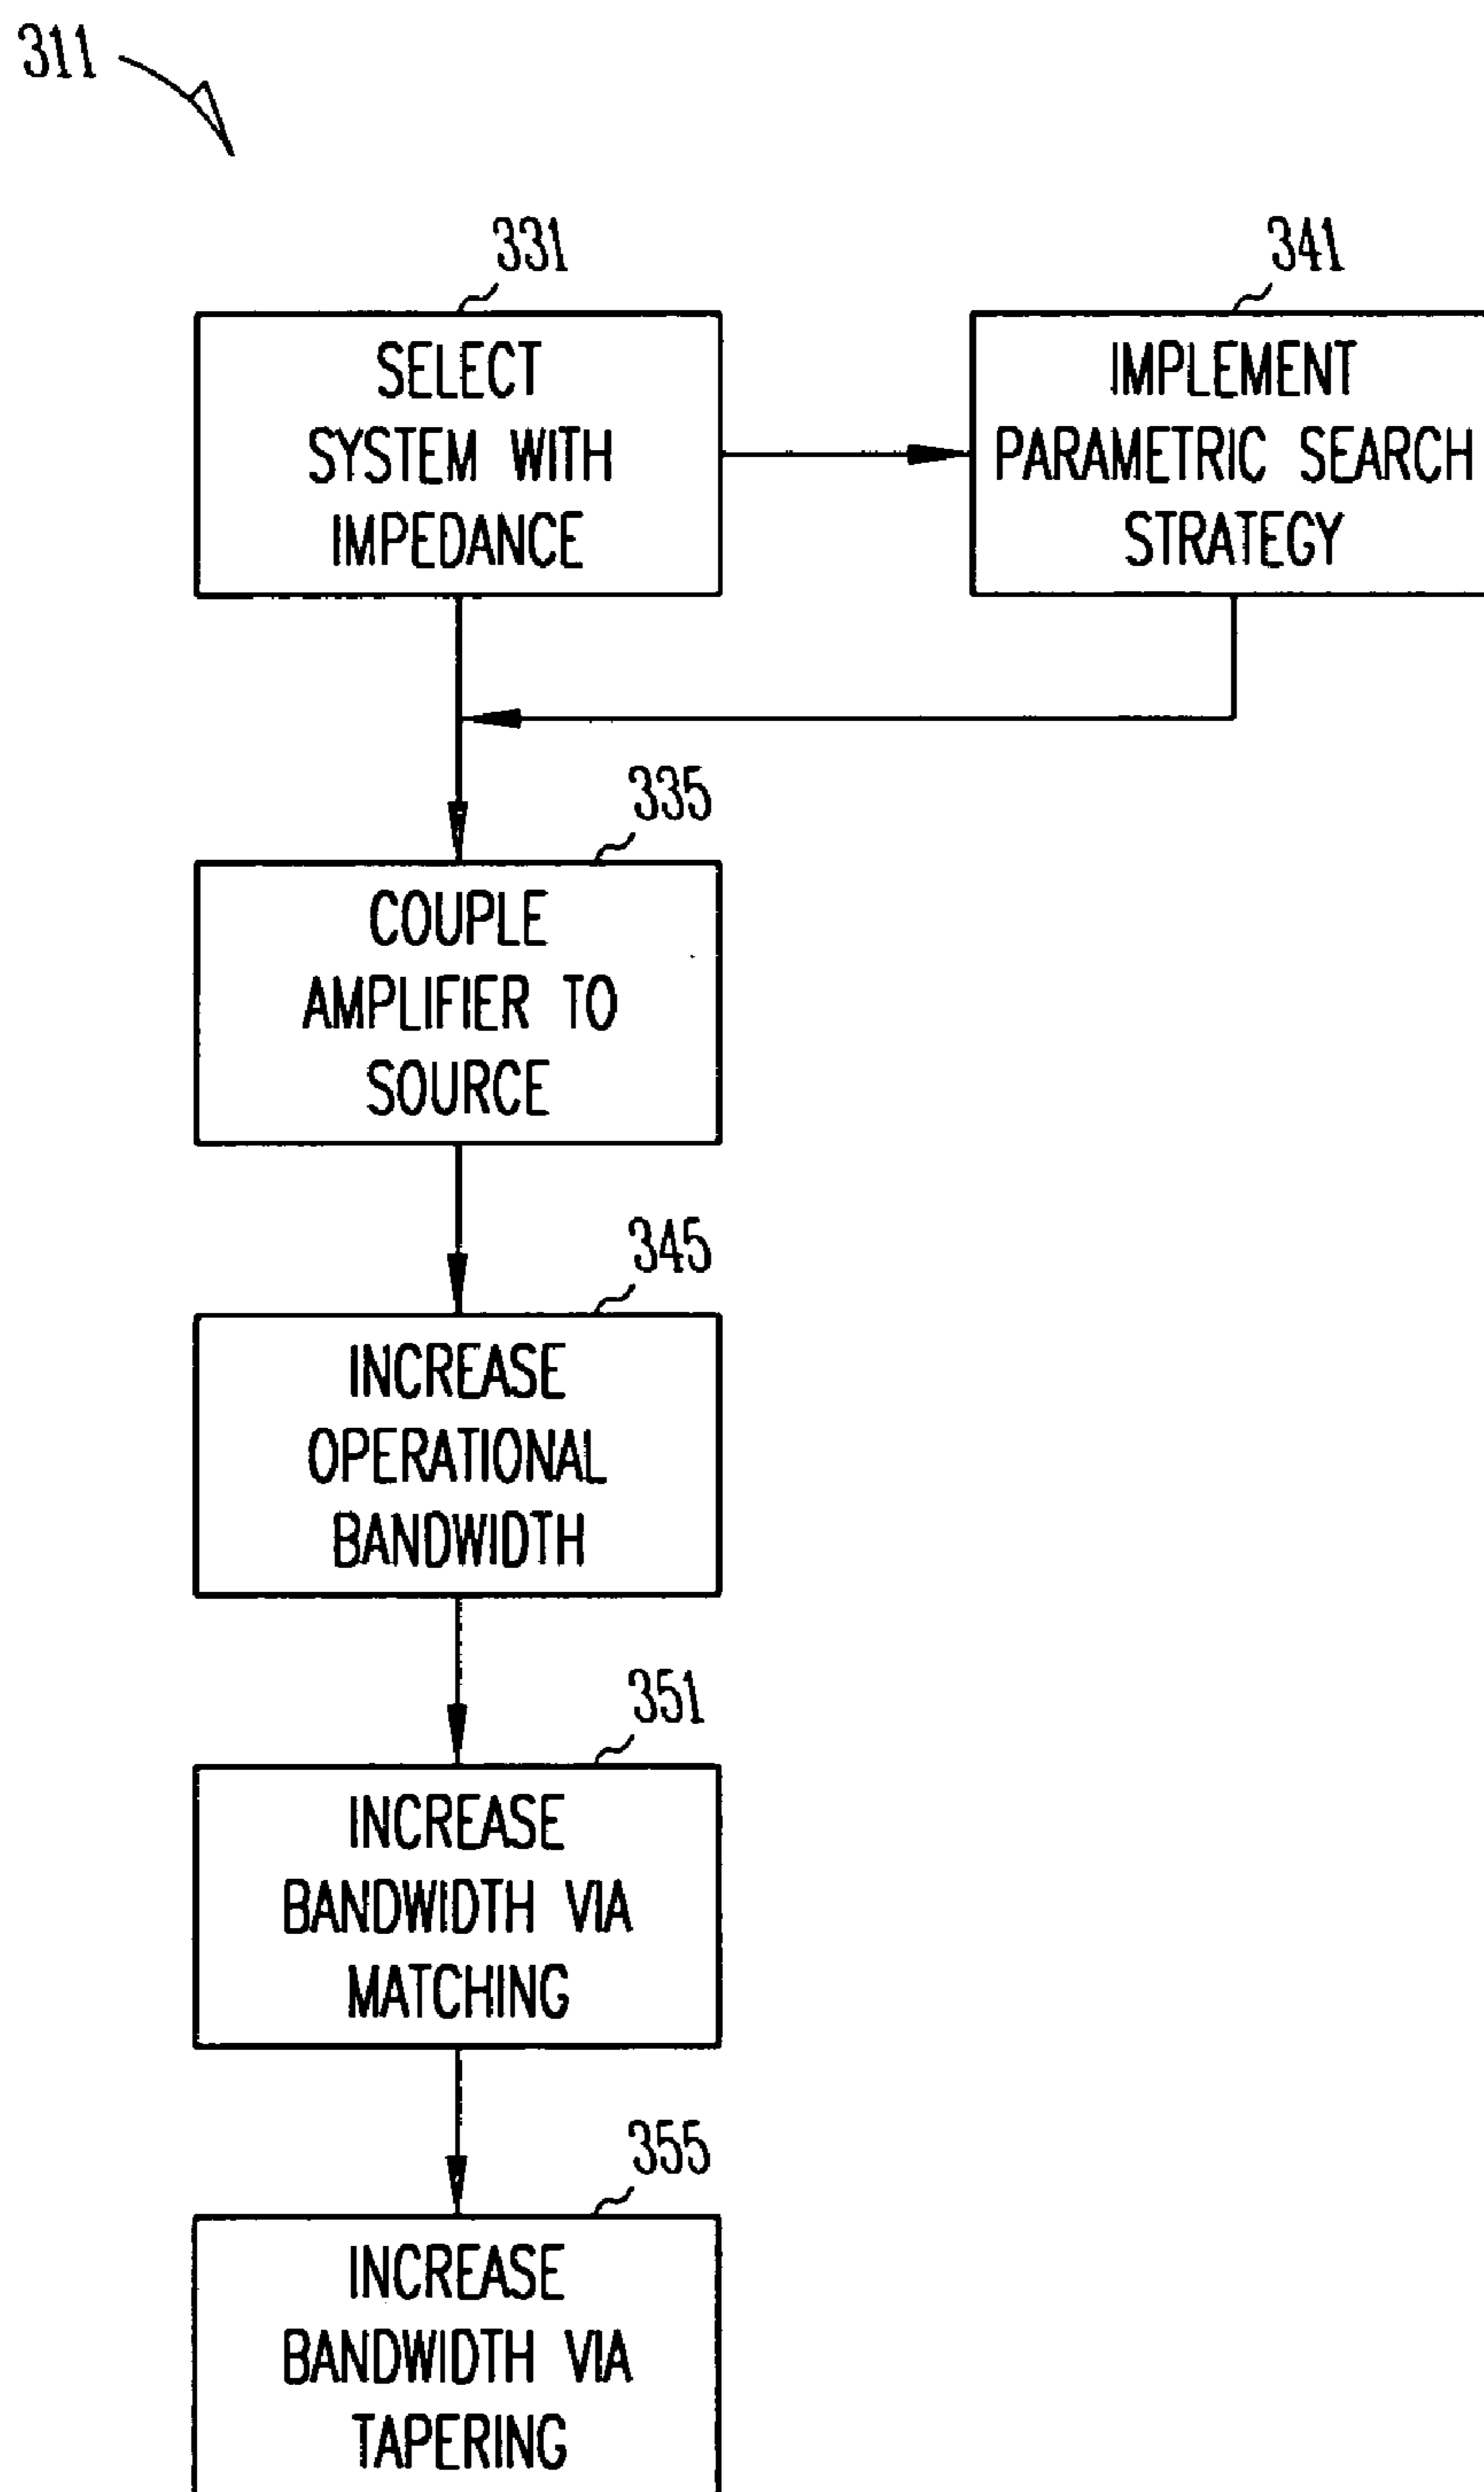 311
331
SELECT
SYSTEM WITH
IMPEDANCE
341
IMPLEMENT
PARAMETRIC SEARCH
STRATEGY
335
COUPLE
AMPLIFIER TO
SOURCE
345
INCREASE
OPERATIONAL
BANDWIDTH
351
INCREASE
BANDWIDTH VIA
MATCHING
355
INCREASE
BANDWIDTH VIA
TAPERING